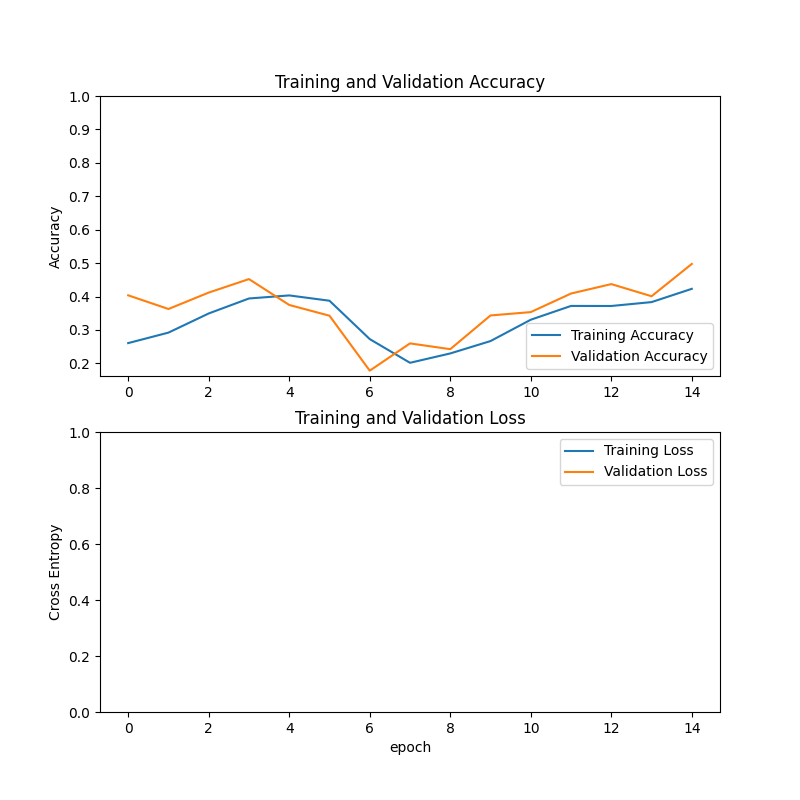 Training and Validation Accuracy
1.0
0.9
0.8
0.7
0.6
0.5
0.4
0.3
0.2
Accuracy
Training Accuracy
Validation Accuracy
0 2 4 6 8 10 12 14
Training and Validation Loss
1.0
0.8
0.6
0.4
0.2
0.0
Cross Entropy
Training Loss
Validation Loss
0 2 4 6 8 10 12 14
epoch